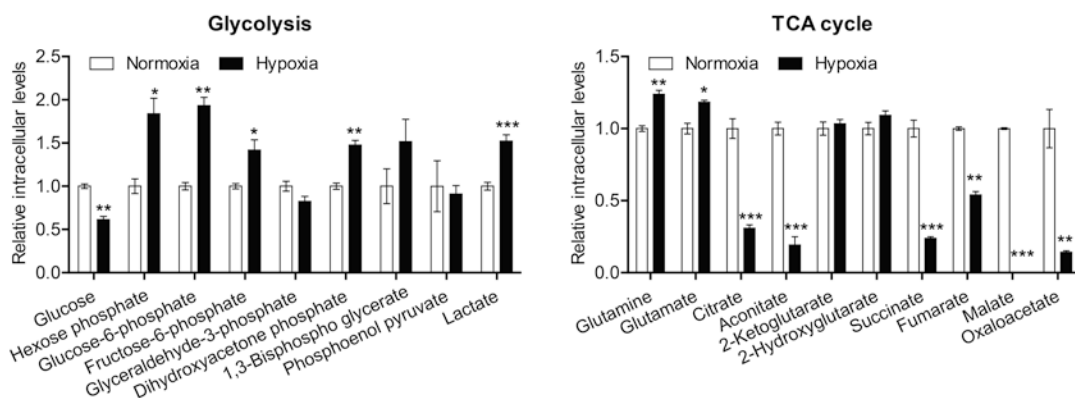 Glycolysis
Relative intracellular levels
2.5
2.0
1.5
1.0
0.5
0.0
Normoxia Hypoxia
** * ** * ** ***
Glucose
Hexose phosphate
Glucose-6-phosphate
Fructose-6-phosphate
Glyceraldehyde-3-phosphate
Dihydroxyacetone phosphate
1,3-Bisphospho glycerate
Phosphoenol pyruvate
Lactate
TCA cycle
Relative intracellular levels
1.5
1.0
0.5
0.0
Normoxia Hypoxia
** * *** *** *** ** *** **
Glutamine
Glutamate
Citrate
Aconitate
2-Ketoglutarate
2-Hydroxyglutarate
Succinate
Fumarate
Malate
Oxaloacetate